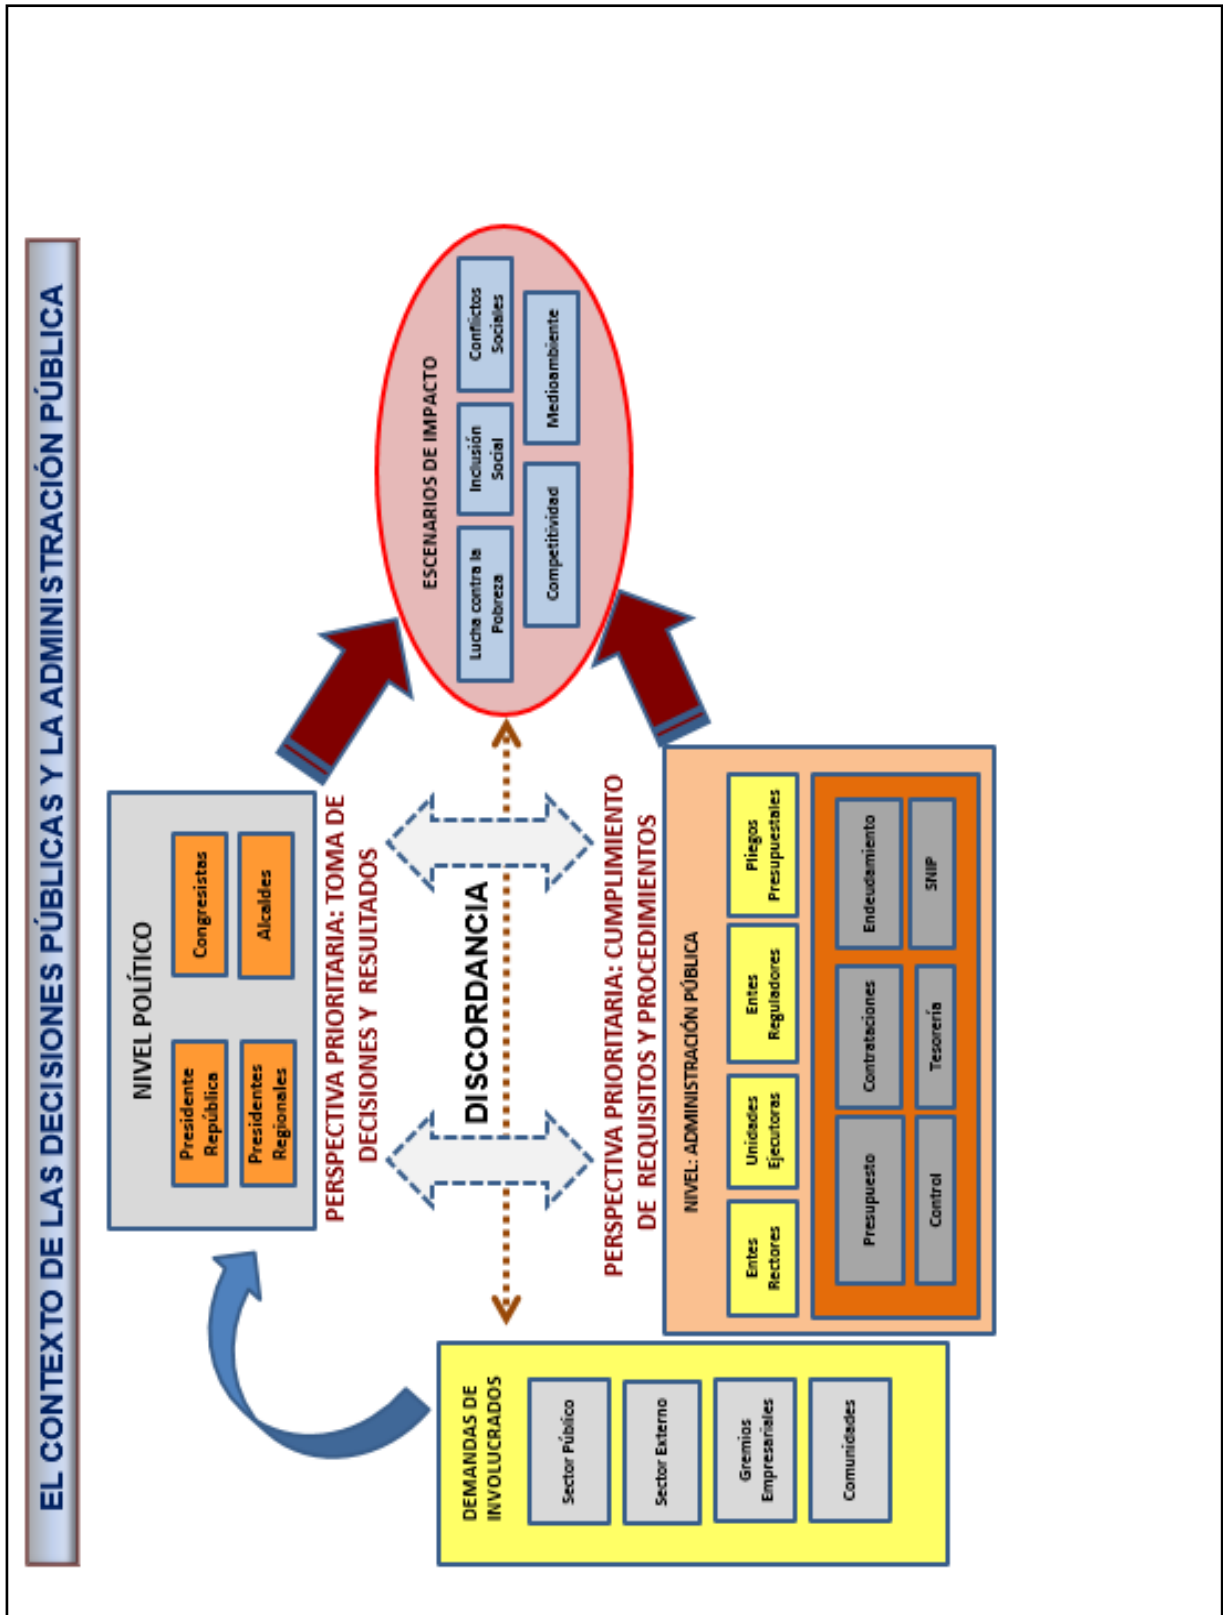 EL CONTEXTO DE LAS DECISIONES PÚBLICAS Y LA ADMINISTRACIÓN PÚBLICA
DEMANDAS DE
INVOLUCRADOS
Sector Público
Sector Externo
Gremios
Empresariales
Comunidades
NIVEL POLÍTICO
Presidente
República
Congresistas
Presidentes
Regionales
Alcaldes
PERSPECTIVA PRIORITARIA: TOMA DE
DECISIONES Y RESULTADOS
DISCORDANCIA
PERSPECTIVA PRIORITARIA: CUMPLIMIENTO
DE REQUISITOS Y PROCEDIMIENTOS
NIVEL: ADMINISTRACIÓN PÚBLICA
Entes
Rectores
Unidades
Ejecutoras
Entes
Reguladores
Pliegos
Presupuestales
Presupuesto
Contrataciones
Endeudamiento
Control
Tesorería
SNIP
ESCENARIOS DE IMPACTO
Lucha contra la
Pobreza
Inclusión
Social
Conflictos
Sociales
Competitividad
Medioambiente